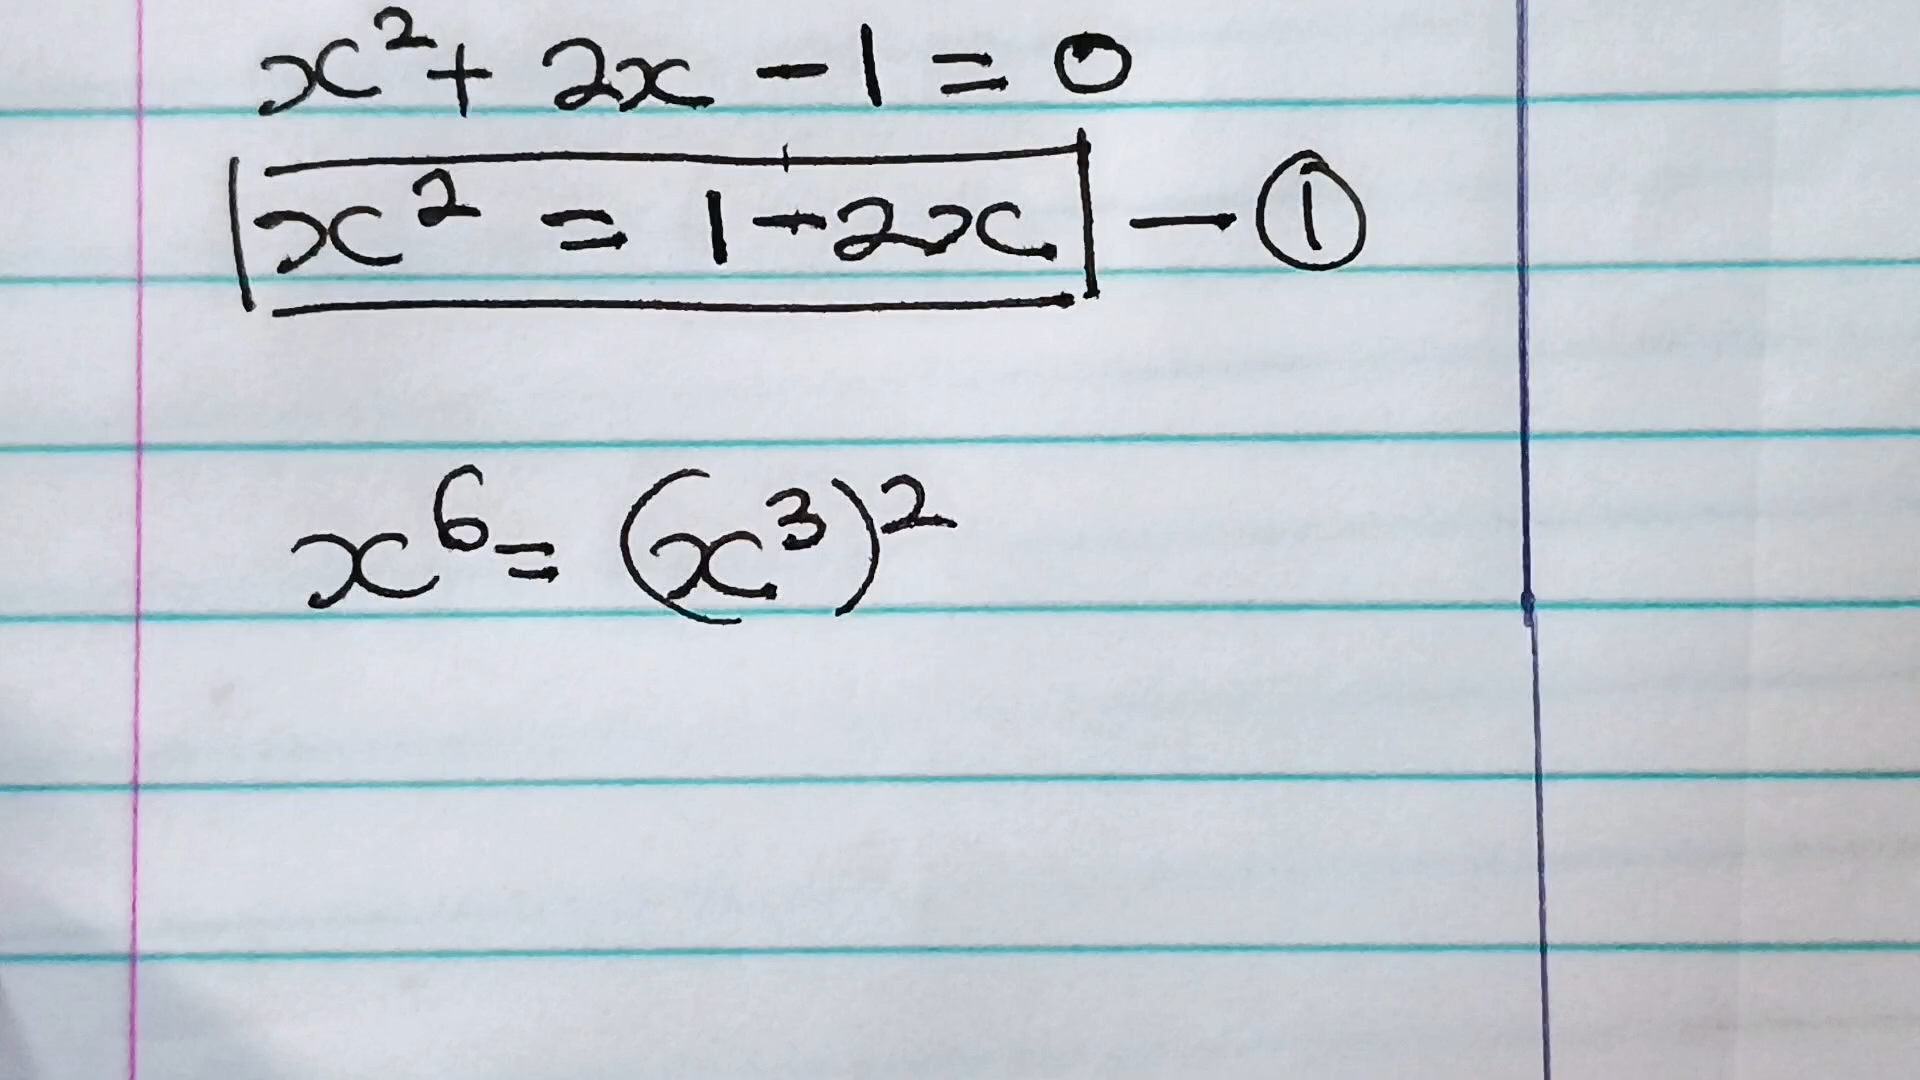 x² + 2x - 1 = 0
x² = 1 - 2x — ①
x⁶ = (x³)²